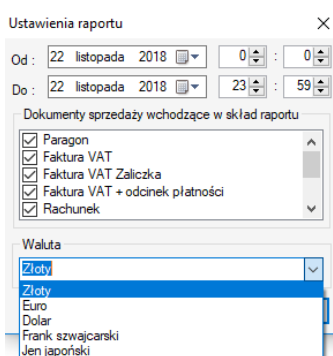 Ustawienia raportu
Od : 22 listopada 2018 0 : 0
Do : 22 listopada 2018 23 : 59
Dokumenty sprzedaży wchodzące w skład raportu
Paragon
Faktura VAT
Faktura VAT Zaliczka
Faktura VAT + odcinek płatności
Rachunek
Waluta
Złoty
Złoty
Euro
Dolar
Frank szwajcarski
Jen japoński